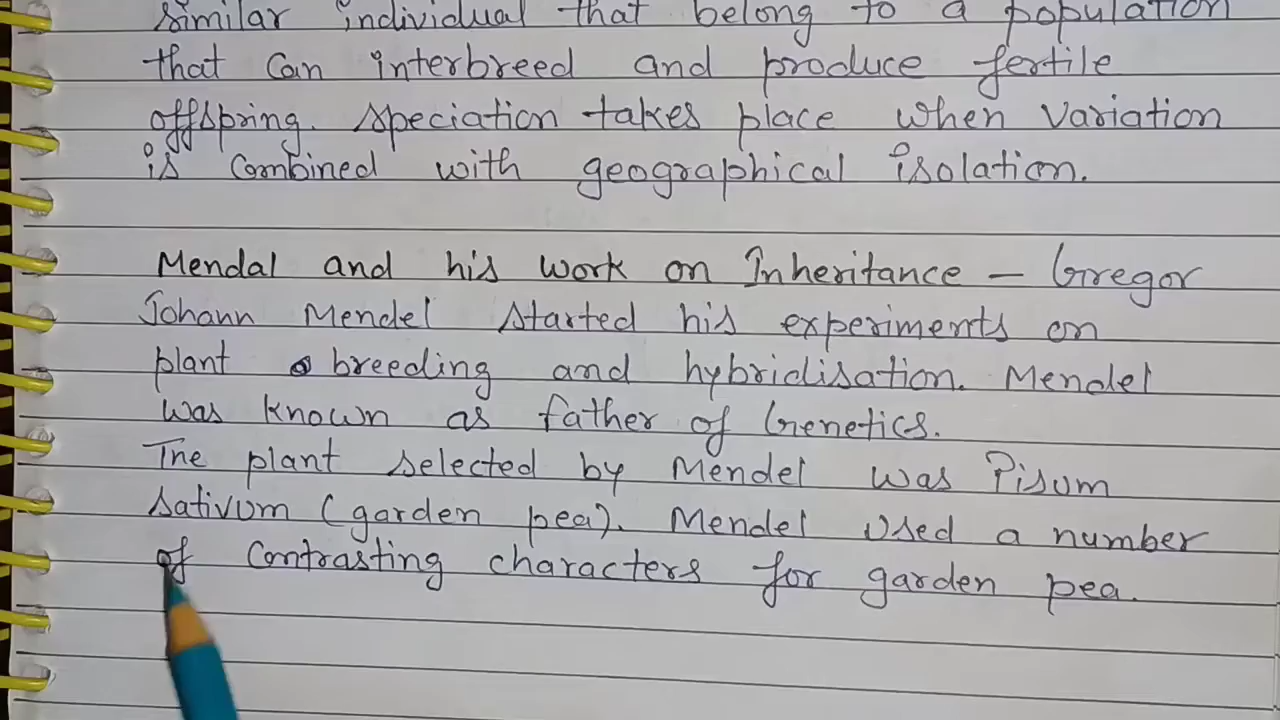 similar individual that belong to a population
that can interbreed and produce fertile
offspring. speciation takes place when variation
is combined with geographical isolation.
Mendal and his work on Inheritance – Gregor
Johann Mendel started his experiments on
plant breeding and hybridisation. Mendel
was known as father of Genetics.
The plant selected by Mendel was Pisum
sativum (garden pea). Mendel used a number
of contrasting characters for garden pea.